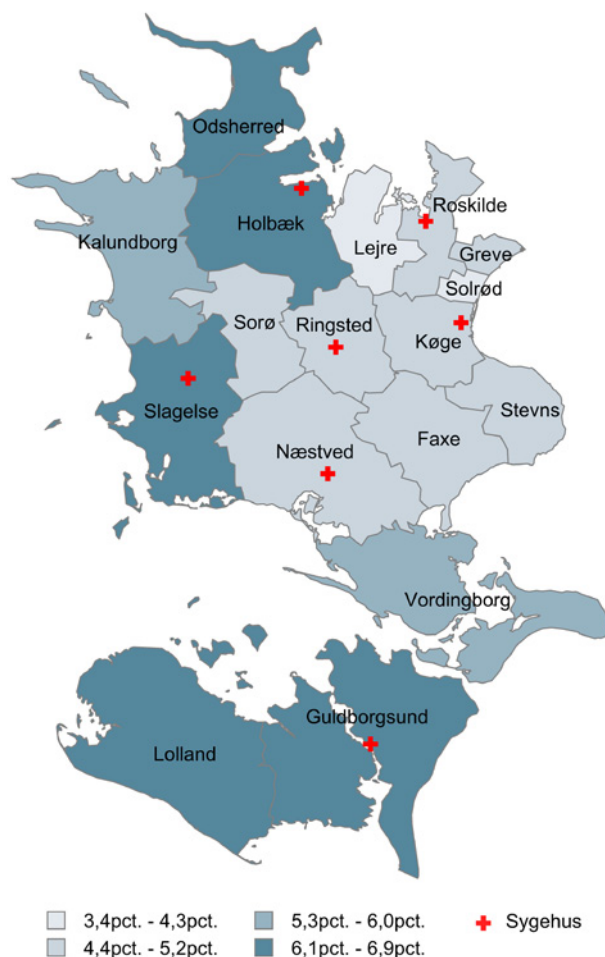 Odsherred
Holbæk
Kalundborg
Roskilde
Lejre
Greve
Solrød
Sorø
Ringsted
Køge
Slagelse
Stevns
Næstved
Faxe
Vordingborg
Guldborgsund
Lolland
3,4pct. - 4,3pct.
5,3pct. - 6,0pct.
Sygehus
4,4pct. - 5,2pct.
6,1pct. - 6,9pct.